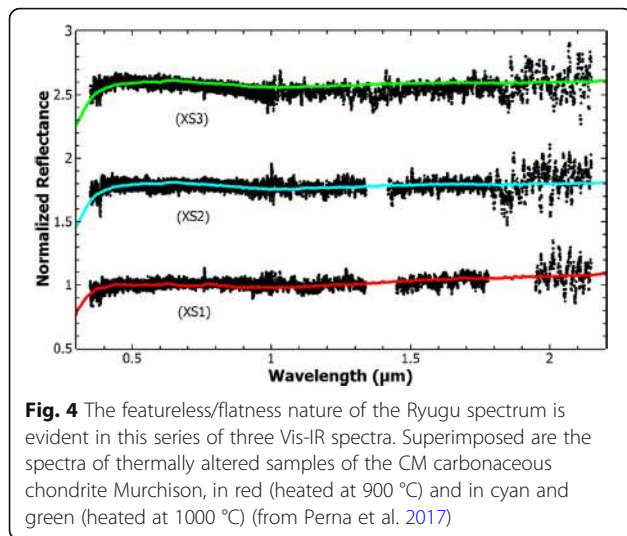 3
2.5
2
1.5
1
0.5
Normalized Reflectance
(XS3)
(XS2)
(XS1)
0.5
1
1.5
2
Wavelength (µm)
Fig. 4 The featureless/flatness nature of the Ryugu spectrum is
evident in this series of three Vis-IR spectra. Superimposed are the
spectra of thermally altered samples of the CM carbonaceous
chondrite Murchison, in red (heated at 900 °C) and in cyan and
green (heated at 1000 °C) (from Perna et al. 2017)